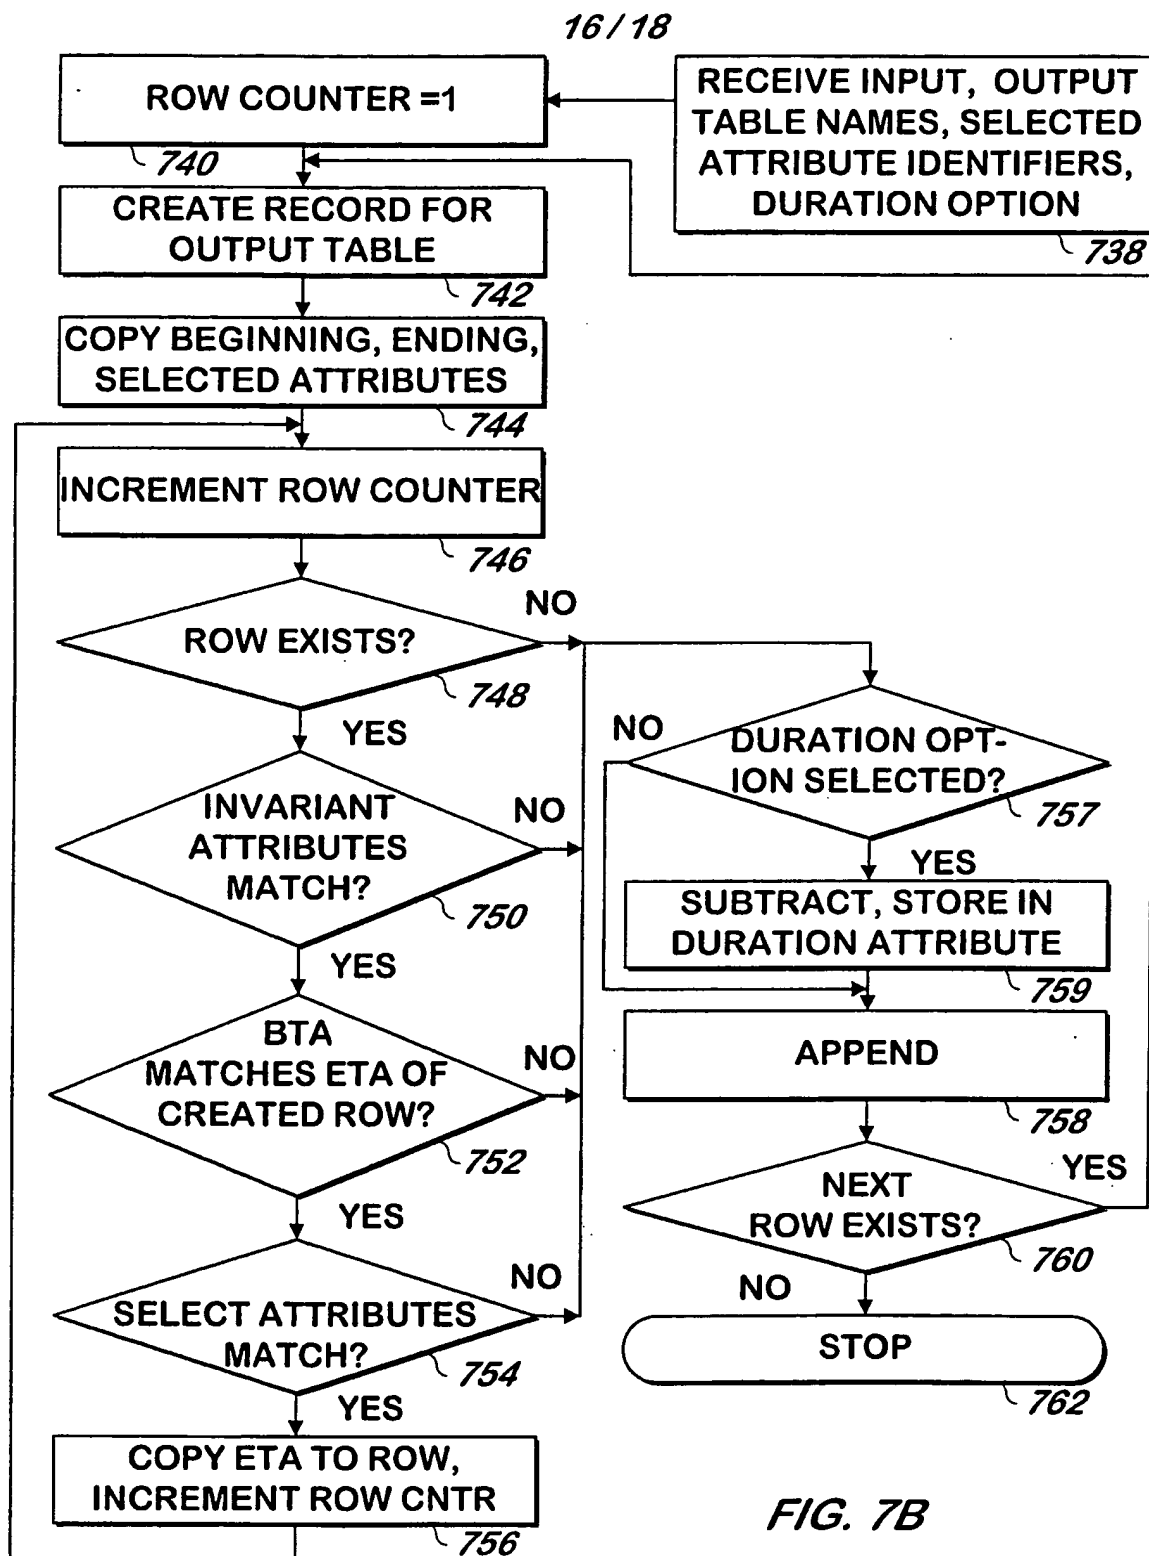 16/18
RECEIVE INPUT, OUTPUT
TABLE NAMES, SELECTED
ATTRIBUTE IDENTIFIERS,
DURATION OPTION
738
ROW COUNTER =1
740
CREATE RECORD FOR
OUTPUT TABLE
742
COPY BEGINNING, ENDING,
SELECTED ATTRIBUTES
744
INCREMENT ROW COUNTER
746
ROW EXISTS?
748
NO
YES
INVARIANT
ATTRIBUTES
MATCH?
750
NO
YES
BTA
MATCHES ETA OF
CREATED ROW?
752
NO
YES
SELECT ATTRIBUTES
MATCH?
754
NO
YES
COPY ETA TO ROW,
INCREMENT ROW CNTR
756
DURATION OPT-
ION SELECTED?
757
NO
YES
SUBTRACT, STORE IN
DURATION ATTRIBUTE
759
APPEND
758
NEXT
ROW EXISTS?
760
YES
NO
STOP
762
FIG. 7B